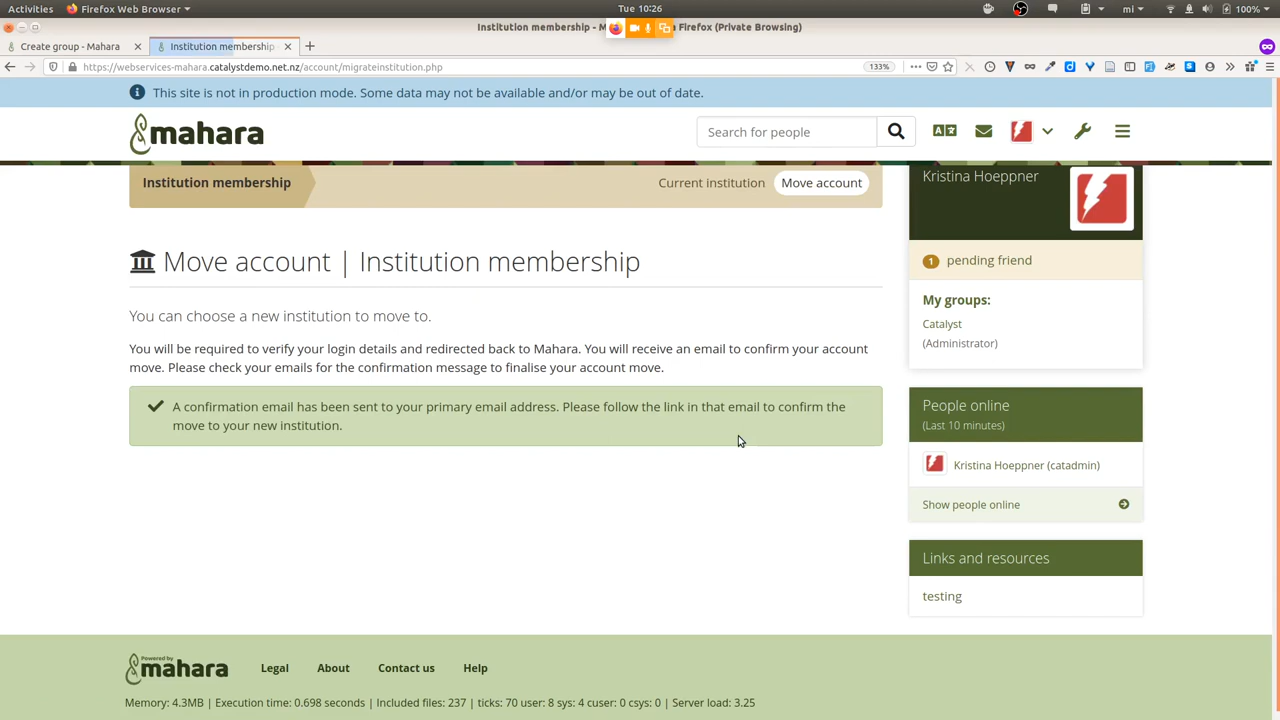 Activities
Firefox Web Browser
Tue 10:26
mi
100%
Institution membership - M
Firefox (Private Browsing)
Create group - Mahara
Institution membership
https://webservices-mahara.catalystdemo.net.nz/account/migrateinstitution.php
133%
This site is not in production mode. Some data may not be available and/or may be out of date.
mahara
Search for people
Institution membership
Current institution
Move account
Kristina Hoeppner
Move account | Institution membership
1 pending friend
My groups:
You can choose a new institution to move to.
Catalyst
(Administrator)
You will be required to verify your login details and redirected back to Mahara. You will receive an email to confirm your account
move. Please check your emails for the confirmation message to finalise your account move.
A confirmation email has been sent to your primary email address. Please follow the link in that email to confirm the
move to your new institution.
People online
(Last 10 minutes)
Kristina Hoeppner (catadmin)
Show people online
Links and resources
testing
Powered by
mahara
Legal
About
Contact us
Help
Memory: 4.3MB | Execution time: 0.698 seconds | Included files: 237 | ticks: 70 user: 8 sys: 4 cuser: 0 csys: 0 | Server load: 3.25